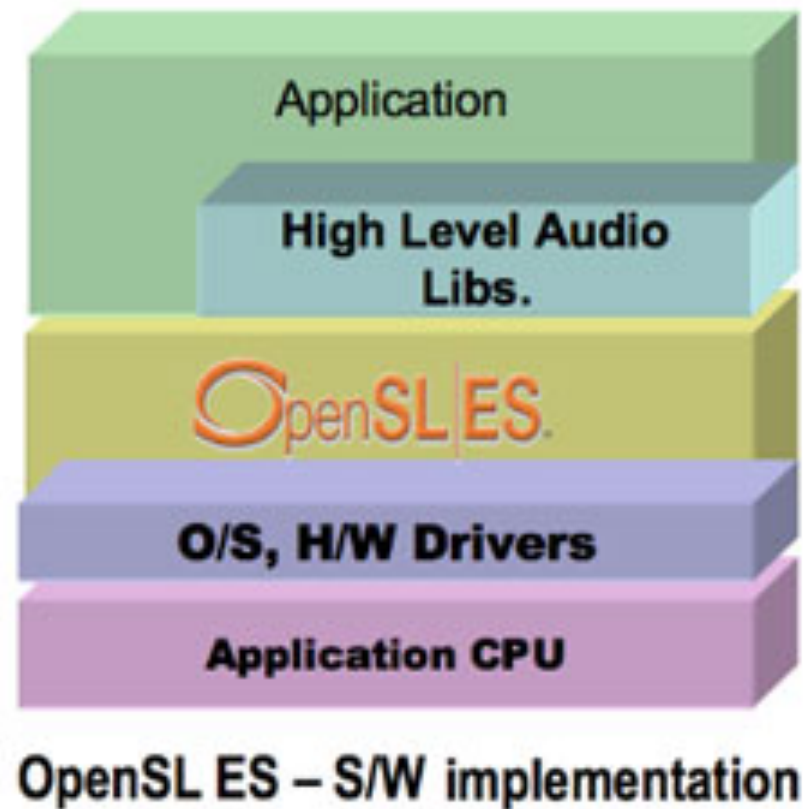 Application
High Level Audio
Libs.
OpenSL|ES.
O/S, H/W Drivers
Application CPU
OpenSL ES – S/W implementation